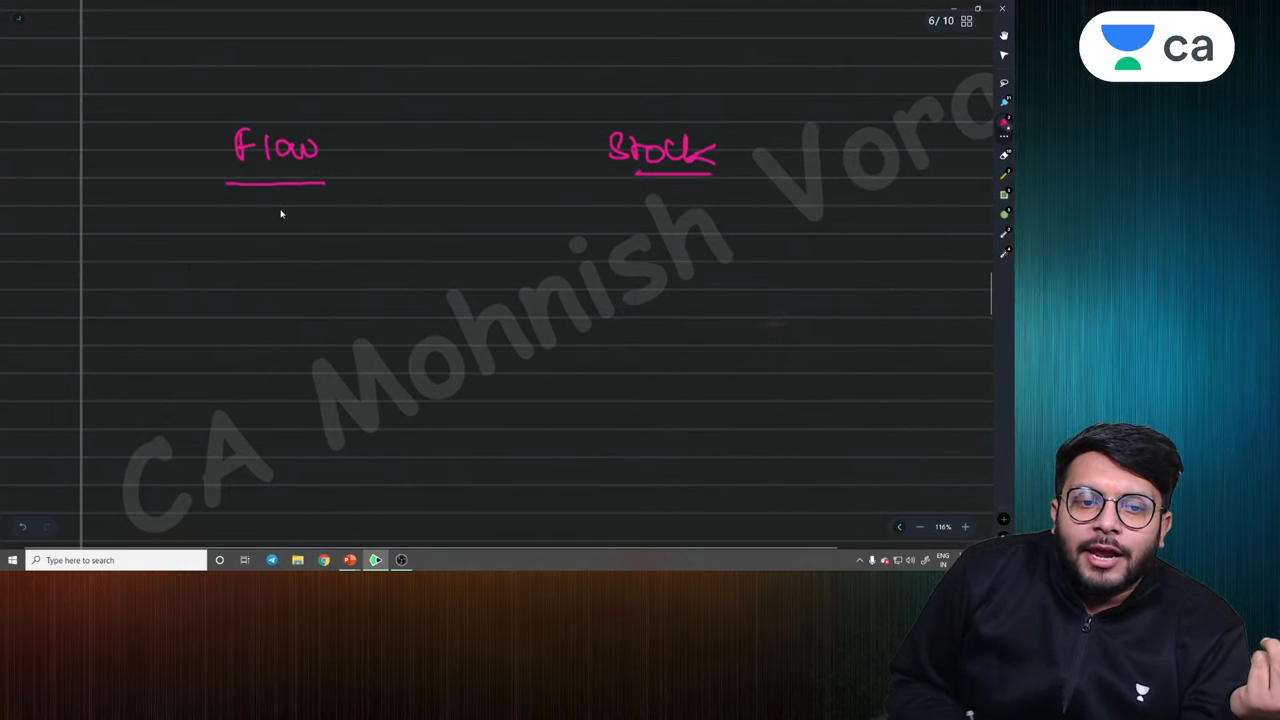 6/10
ca
Flow
Stock
CA Mohnish Vora
116%
Type here to search
ENG
IN